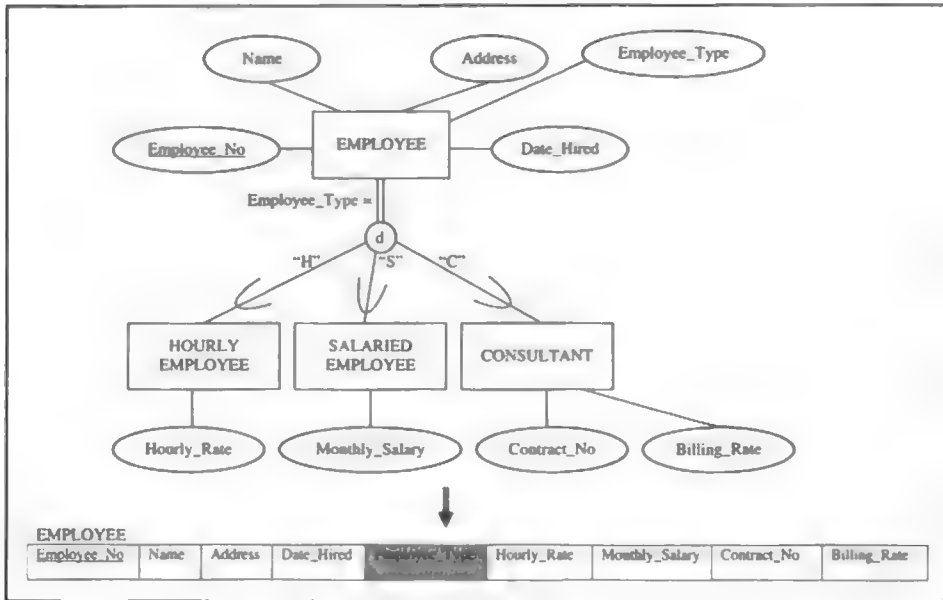 Name
Address
Employee_Type
Employee_No
EMPLOYEE
Date_Hired
Employee_Type =
d
"H"
"S"
"C"
HOURLY
EMPLOYEE
SALARIED
EMPLOYEE
CONSULTANT
Hourly_Rate
Monthly_Salary
Contract_No
Billing_Rate
EMPLOYEE
Employee_No Name Address Date_Hired Employee_Type Hourly_Rate Monthly_Salary Contract_No Billing_Rate